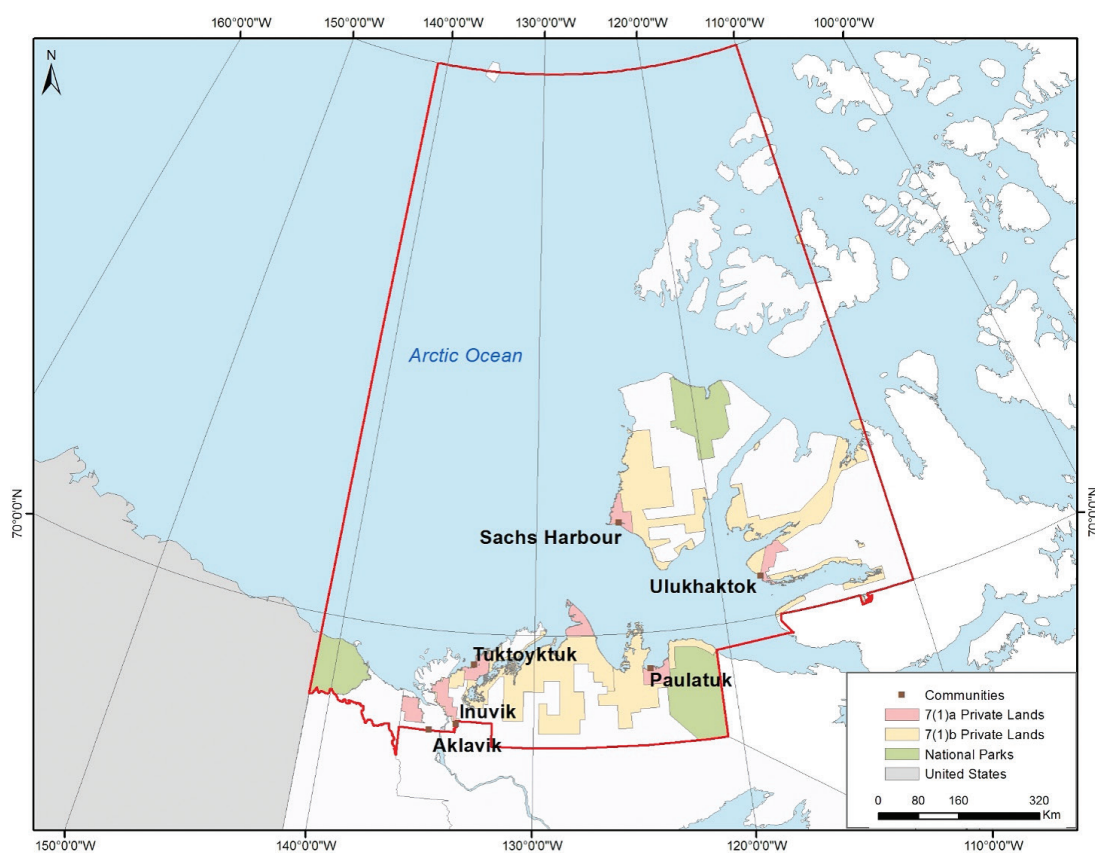 160°0'0"W
150°0'0"W
140°0'0"W
130°0'0"W
120°0'0"W
110°0'0"W
100°0'0"W
N
Arctic Ocean
70°0'0"N
70°0'0"N
Sachs Harbour
Ulukhaktok
Tuktoyktuk
Paulatuk
Inuvik
Aklavik
Communities
7(1)a Private Lands
7(1)b Private Lands
National Parks
United States
0 80 160 320
Km
150°0'0"W
140°0'0"W
130°0'0"W
120°0'0"W
110°0'0"W